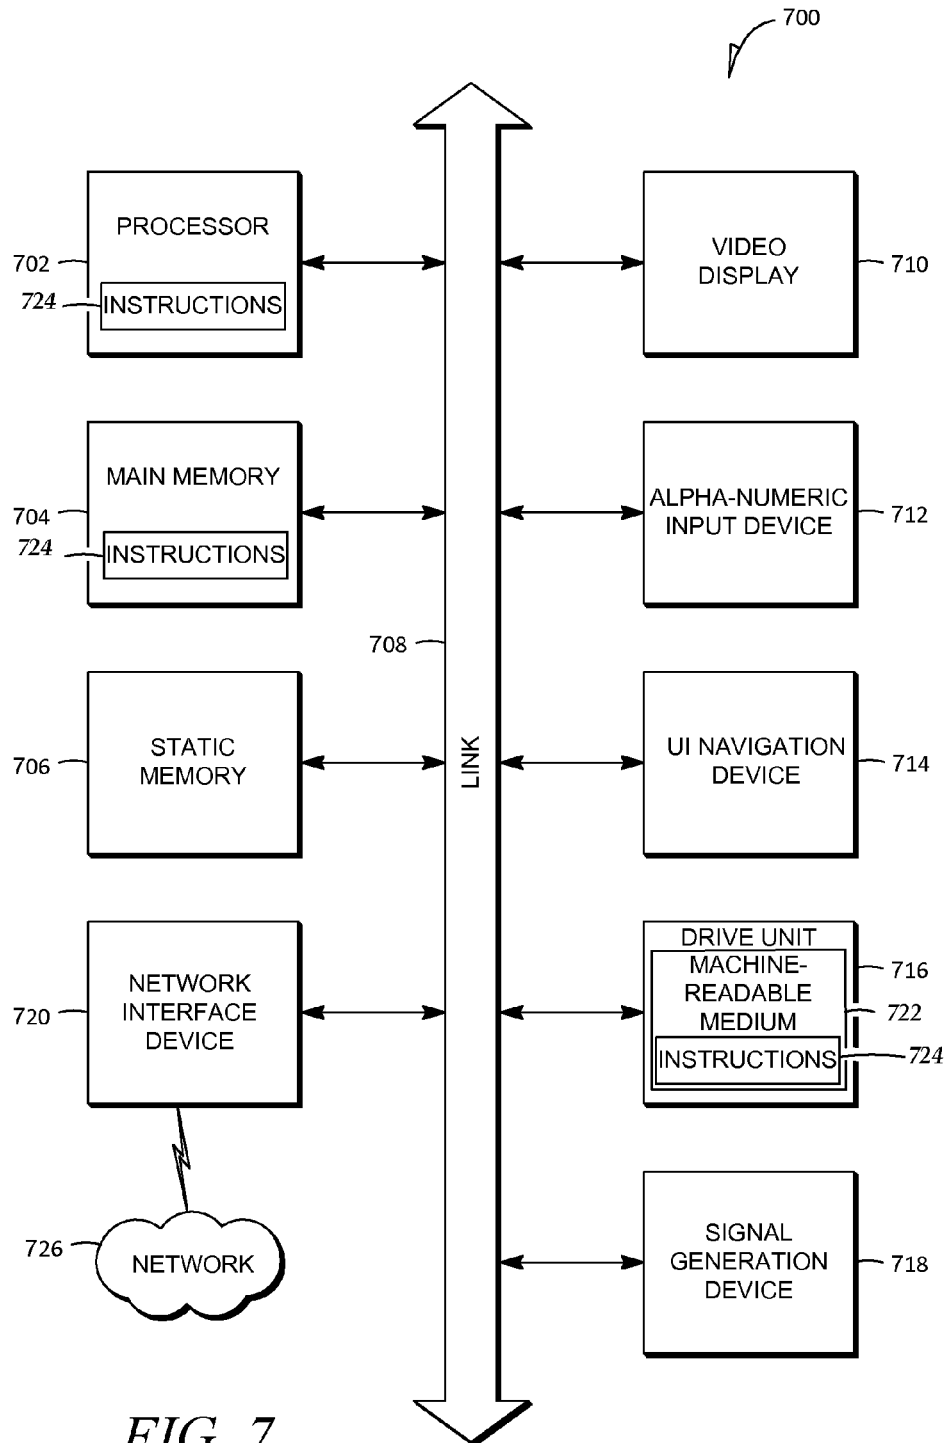 700
PROCESSOR
702
724
INSTRUCTIONS
VIDEO
DISPLAY
710
MAIN MEMORY
704
724
INSTRUCTIONS
ALPHA-NUMERIC
INPUT DEVICE
712
708
LINK
STATIC
MEMORY
706
UI NAVIGATION
DEVICE
714
NETWORK
INTERFACE
DEVICE
720
DRIVE UNIT
716
MACHINE-
READABLE
MEDIUM
722
INSTRUCTIONS
724
726
NETWORK
SIGNAL
GENERATION
DEVICE
718
FIG. 7